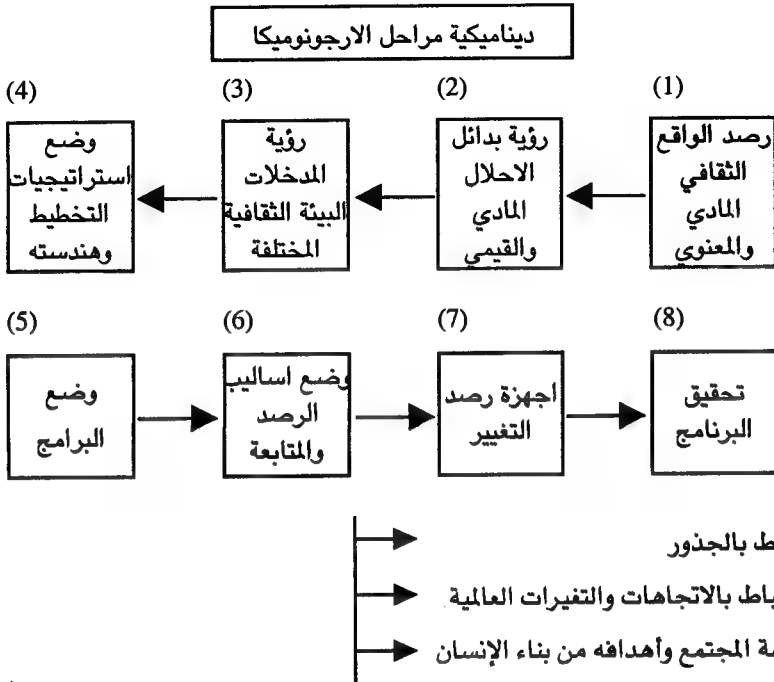 ديناميكية مراحل الارجونوميكا
(1)
رصد الواقع
الثقافي
المادي
والمعنوي
(2)
رؤية بدائل
الاحلال
المادي
والقيمي
(3)
رؤية
المدخلات
البيئة الثقافية
المختلفة
(4)
وضع
استراتيجيات
التخطيط
وهندسته
(5)
وضع
البرامج
(6)
وضع اساليب
الرصد
والمتابعة
(7)
اجهزة رصد
التغيير
(8)
تحقيق
البرنامج
بالجذور
بالاتجاهات والتغيرات العالمية
المجتمع وأهدافه من بناء الإنسان